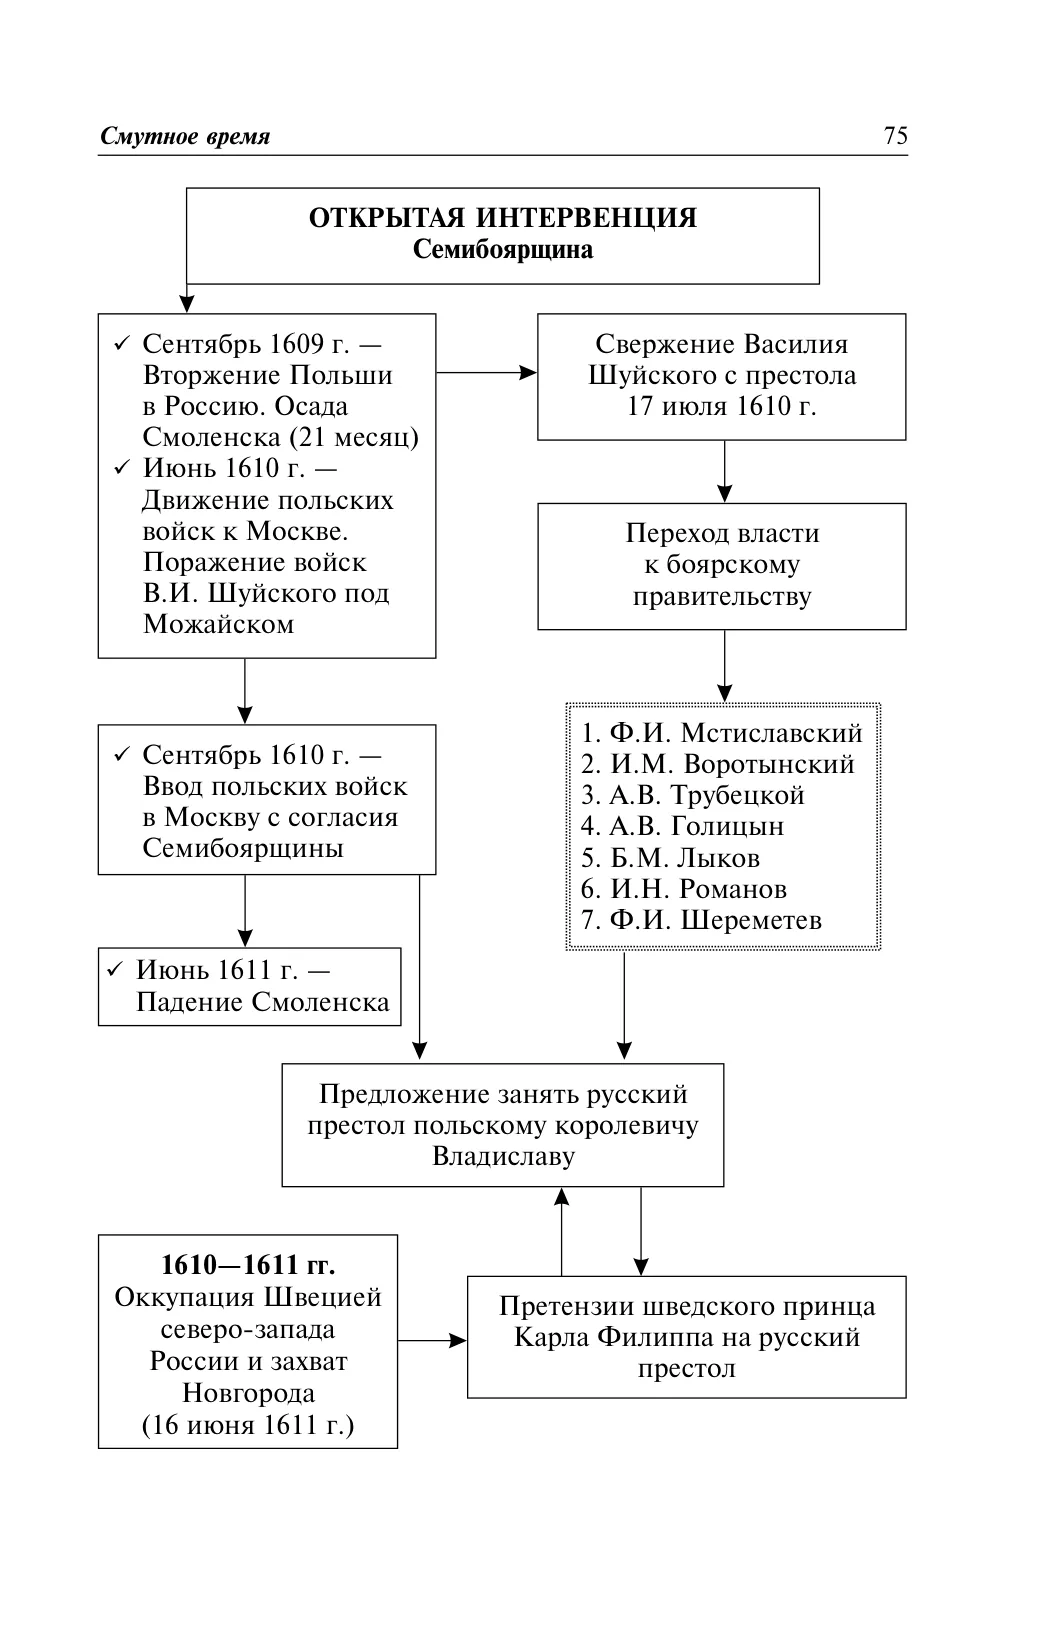 Смутное время
75
ОТКРЫТАЯ ИНТЕРВЕНЦИЯ
Семибоярщина
✓ Сентябрь 1609 г. —
Вторжение Польши
в Россию. Осада
Смоленска (21 месяц)
✓ Июнь 1610 г. —
Движение польских
войск к Москве.
Поражение войск
В.И. Шуйского под
Можайском
Свержение Василия
Шуйского с престола
17 июля 1610 г.
Переход власти
к боярскому
правительству
1. Ф.И. Мстиславский
2. И.М. Воротынский
3. А.В. Трубецкой
4. А.В. Голицын
5. Б.М. Лыков
6. И.Н. Романов
7. Ф.И. Шереметев
✓ Сентябрь 1610 г. —
Ввод польских войск
в Москву с согласия
Семибоярщины
✓ Июнь 1611 г. —
Падение Смоленска
Предложение занять русский
престол польскому королевичу
Владиславу
1610—1611 гг.
Оккупация Швецией
северо-запада
России и захват
Новгорода
(16 июня 1611 г.)
Претензии шведского принца
Карла Филиппа на русский
престол